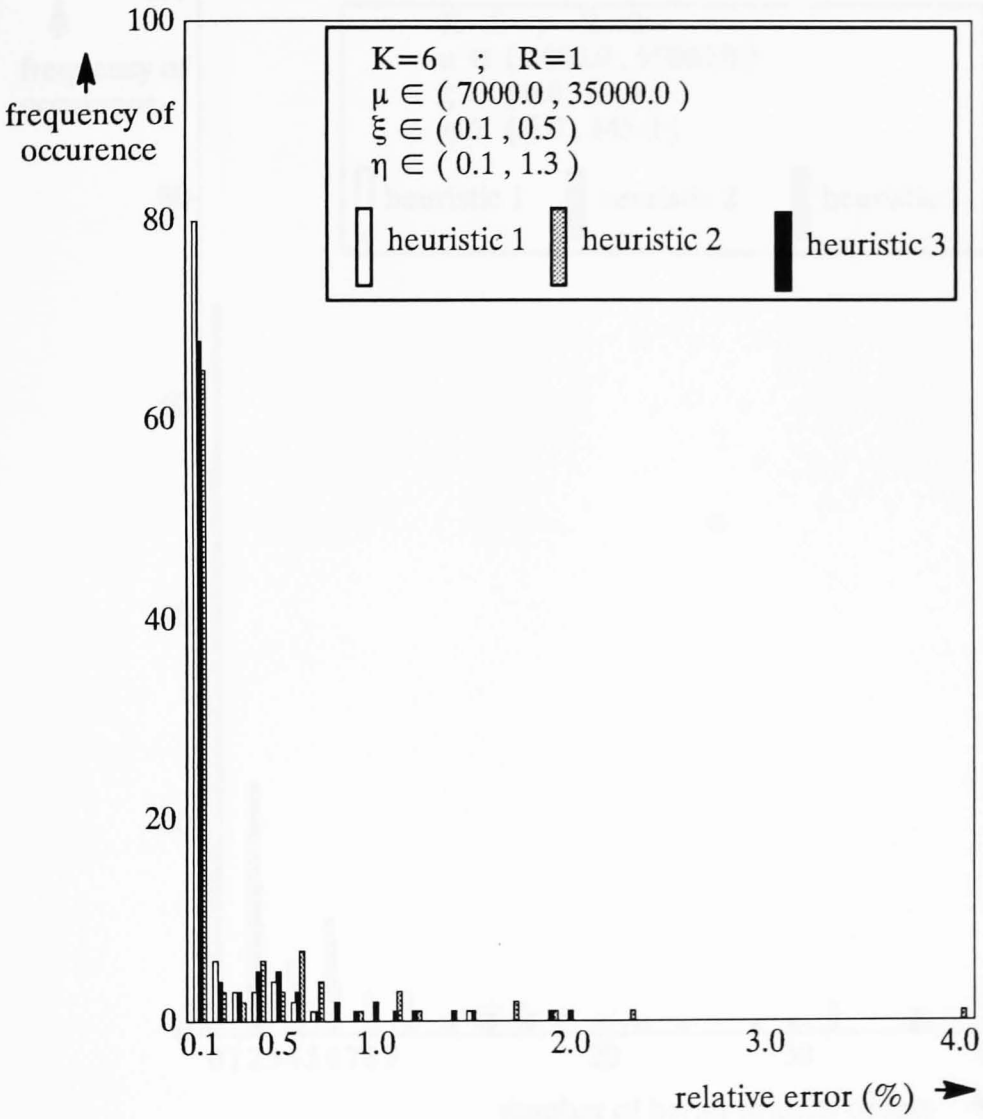 100
frequency of
occurence
K=6 ; R=1
μ ∈ ( 7000.0 , 35000.0 )
ξ ∈ ( 0.1 , 0.5 )
η ∈ ( 0.1 , 1.3 )
heuristic 1 heuristic 2 heuristic 3
80
60
40
20
0
0.1 0.5 1.0 2.0 3.0 4.0
relative error (%)